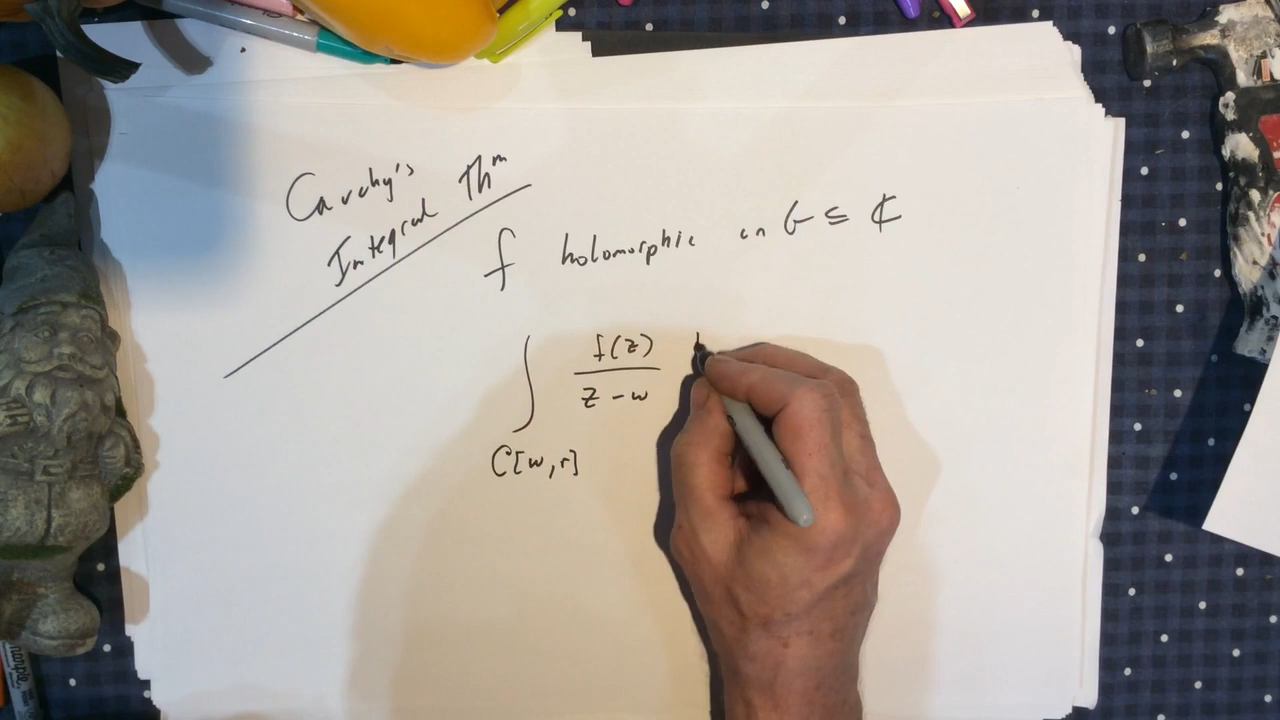 Cauchy's
Integral Thᵐ
f holomorphic on G ⊆ ℂ
∫ f(z)/(z-w)
C[w,r]